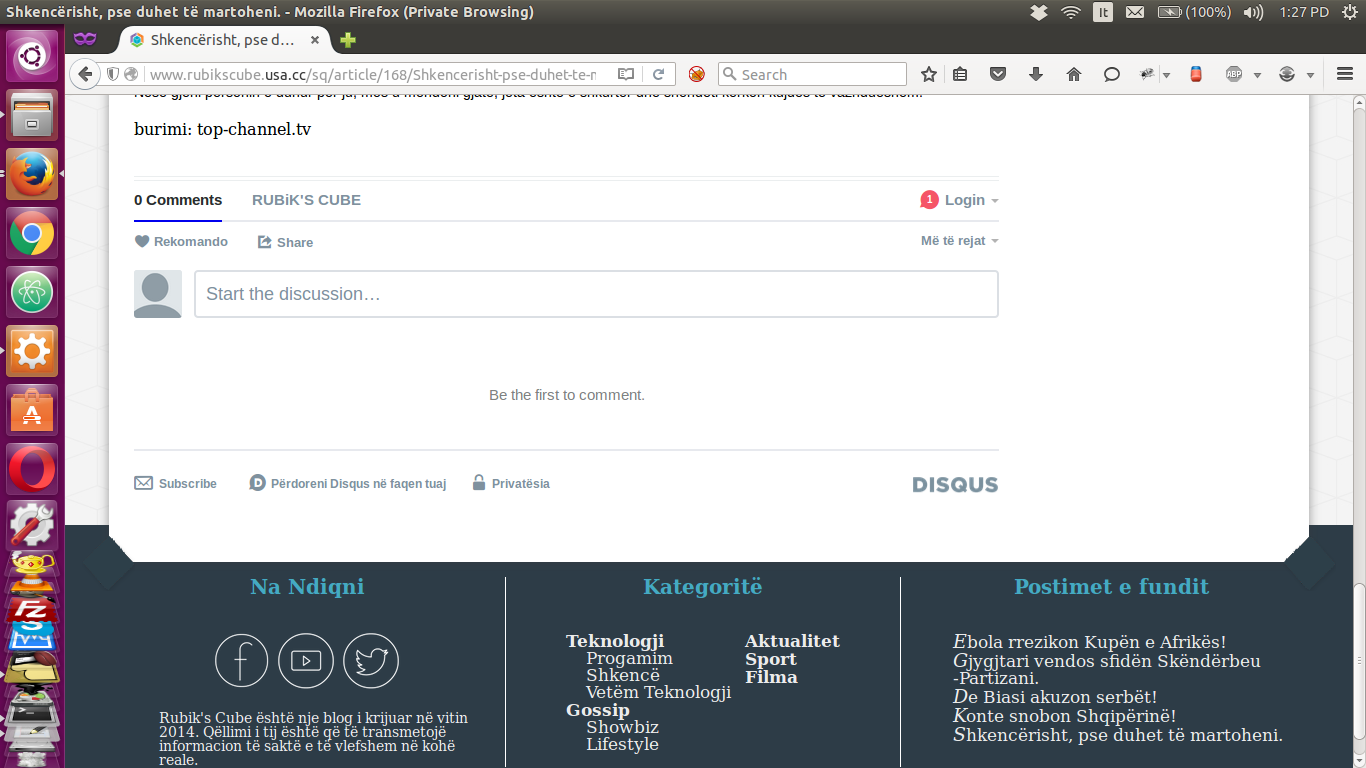 Shkencërisht, pse duhet të martoheni. - Mozilla Firefox (Private Browsing)
It
(100%)
1:27 PD
Shkencërisht, pse d...
www.rubikscube.usa.cc/sq/article/168/Shkencerisht-pse-duhet-te-n
Search
ABP
burimi: top-channel.tv
0 Comments
RUBiK'S CUBE
1
Login
Rekomando
Share
Më të rejat
Start the discussion…
Be the first to comment.
Subscribe
D
Përdoreni Disqus në faqen tuaj
Privatësia
DISQUS
Na Ndiqni
Rubik's Cube është nje blog i krijuar në vitin
2014. Qëllimi i tij është që të transmetojë
informacion të saktë e të vlefshem në kohë
reale.
Kategoritë
Teknologji
Progamim
Shkencë
Vetëm Teknologji
Gossip
Showbiz
Lifestyle
Aktualitet
Sport
Filma
Postimet e fundit
Ebola rrezikon Kupën e Afrikës!
Gjygjtari vendos sfidën Skëndërbeu
-Partizani.
De Biasi akuzon serbët!
Konte snobon Shqipërinë!
Shkencërisht, pse duhet të martoheni.